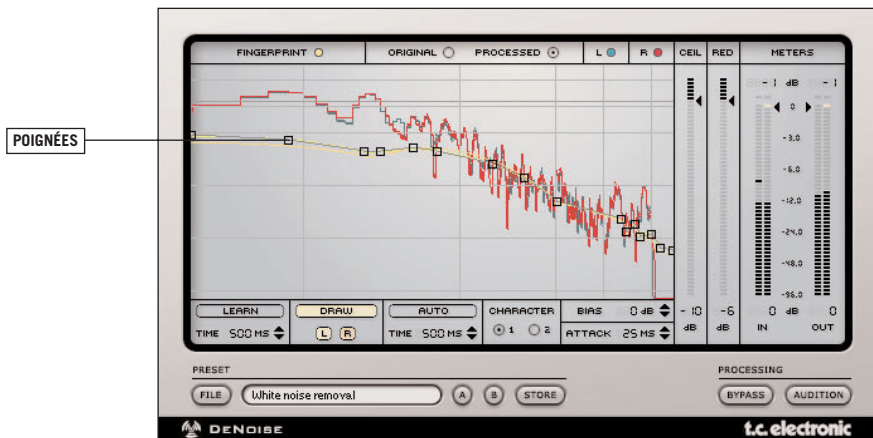 FINGERPRINT ORIGINAL PROCESSED L R CEIL RED METERS
-1 dB -1
0
POIGNÉES
-3.0
-6.0
-12.0
-24.0
-48.0
-96.0
LEARN DRAW AUTO CHARACTER BIAS 0 dB -10 -6 0 dB 0
TIME 500 MS L R TIME 500 MS 1 2 ATTACK 25 MS dB dB IN OUT
PRESET PROCESSING
FILE White noise removal A B STORE BYPASS AUDITION
DENOISE t.c. electronic